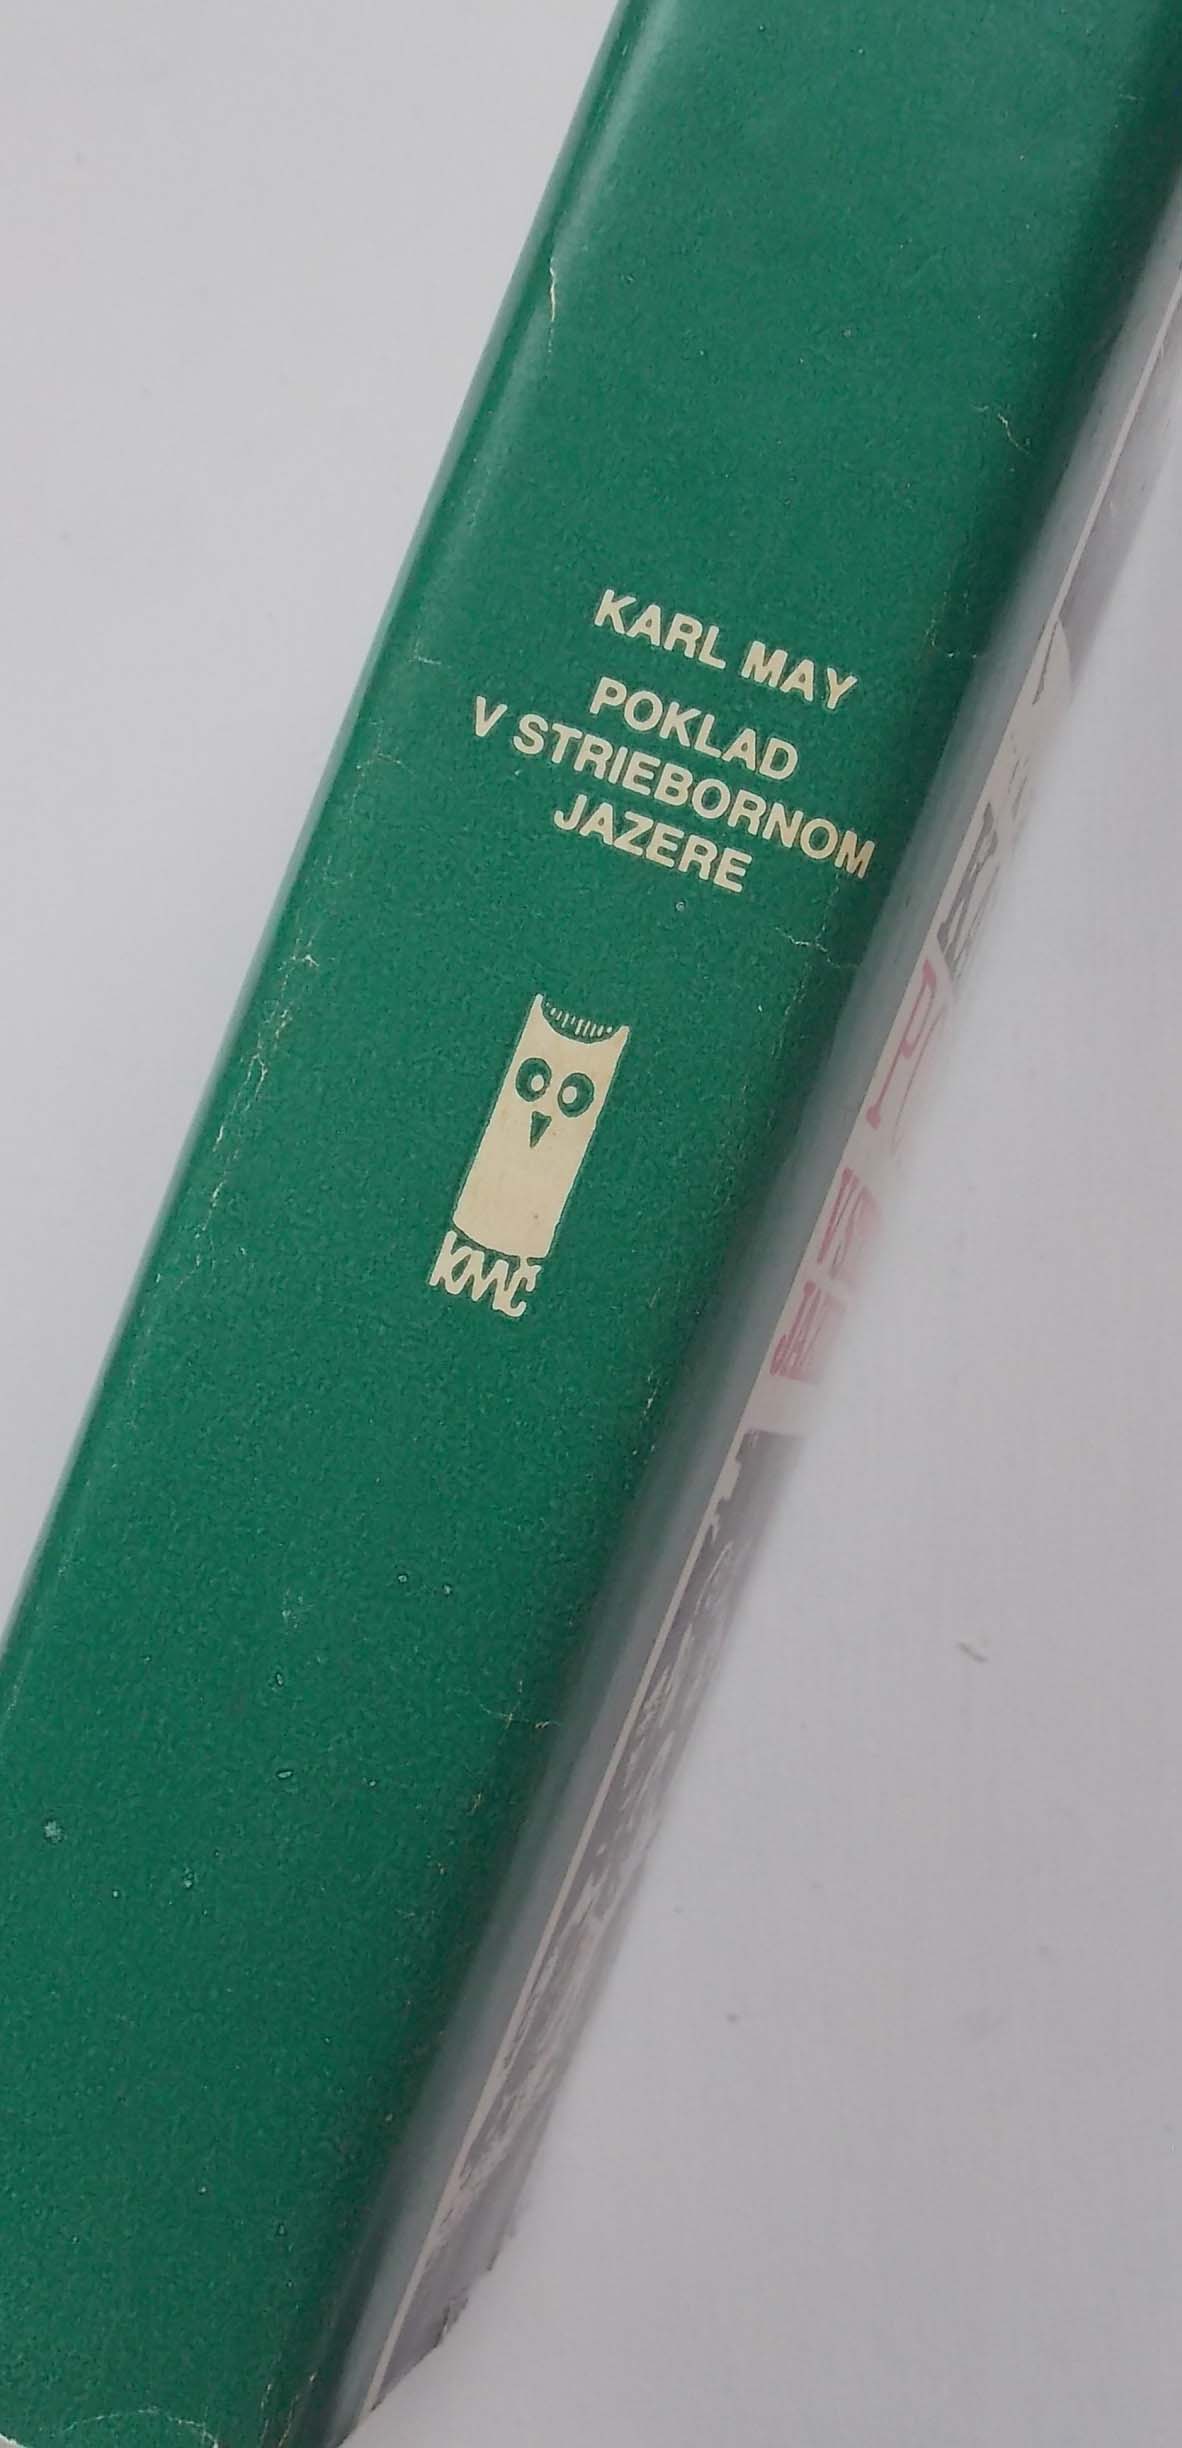 KARL MAY
POKLAD
V STRIEBORNOM
JAZERE
KMČ